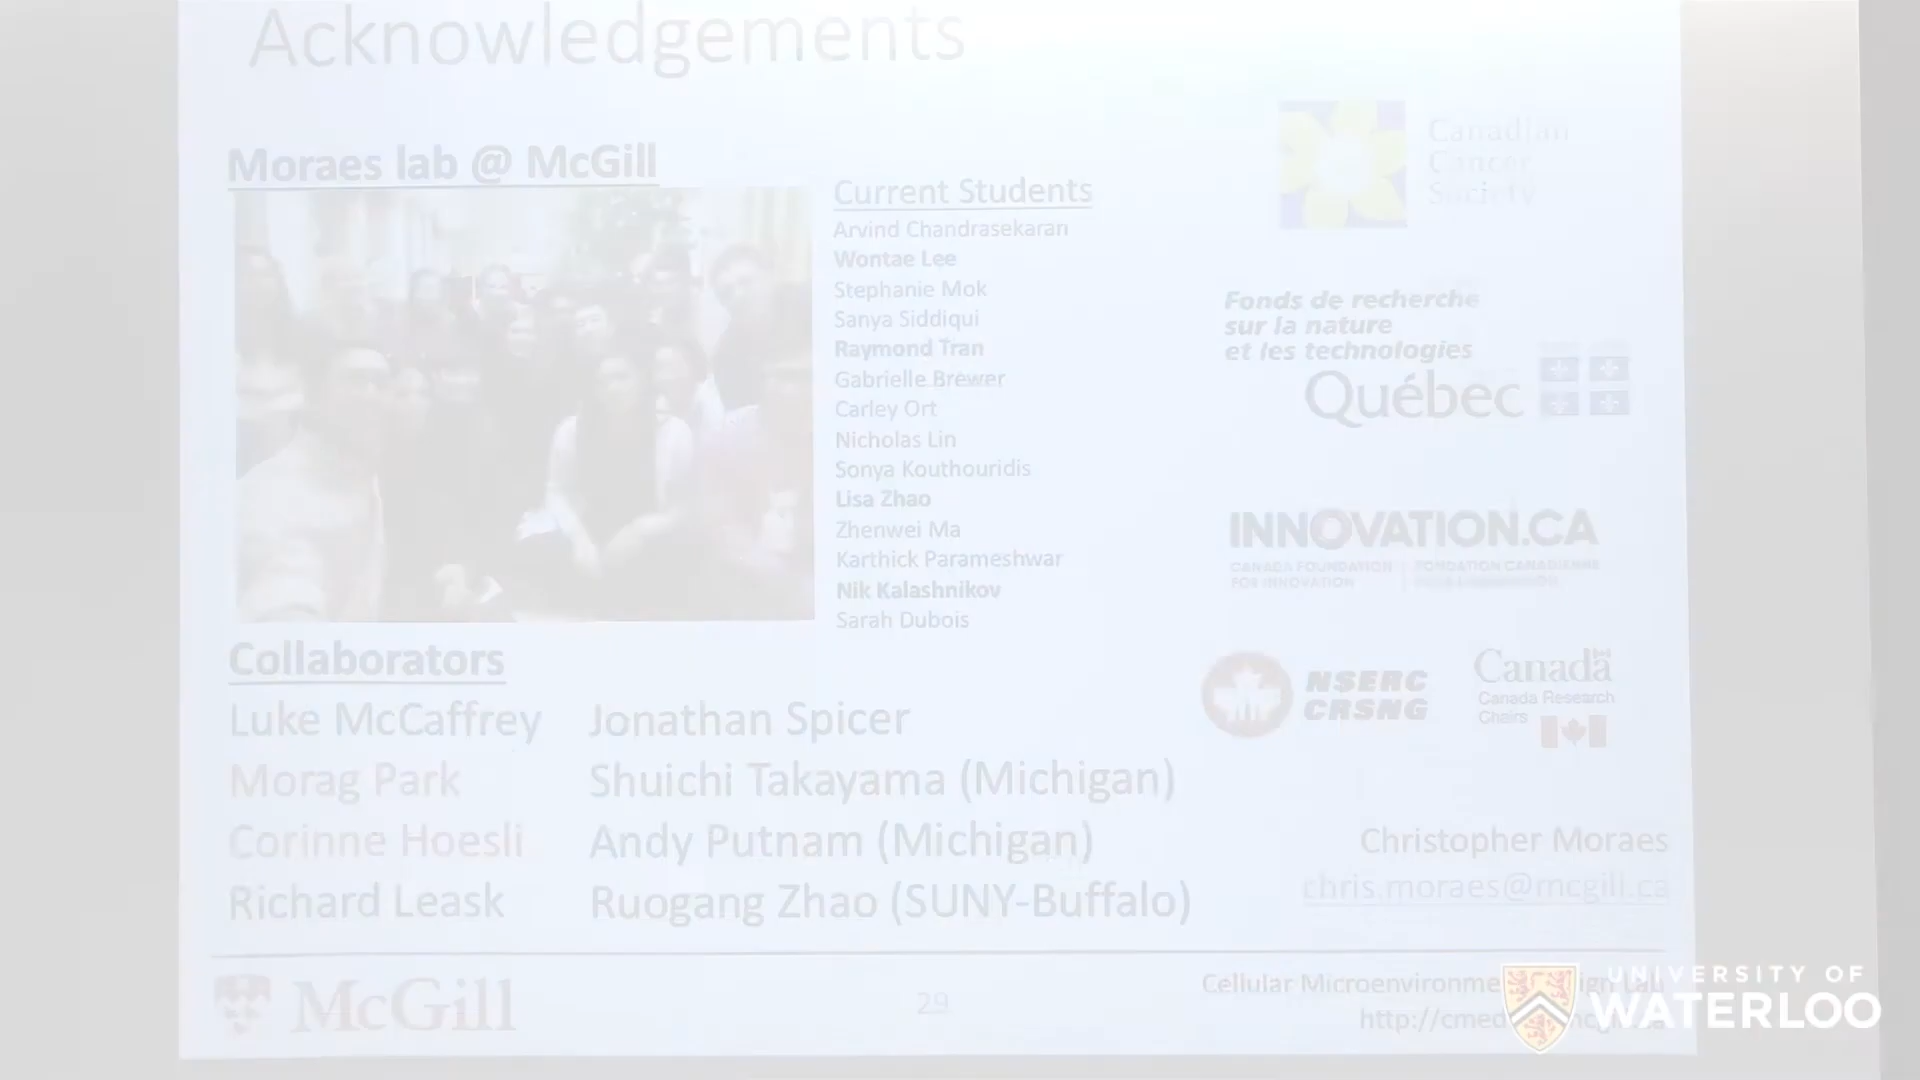 Acknowledgements
Moraes lab @ McGill
Current Students
Arvind Chandrasekaran
Wontae Lee
Stephanie Mok
Sanya Siddiqui
Raymond Tran
Gabrielle Brewer
Carley Ort
Nicholas Lin
Sonya Kouthouridis
Lisa Zhao
Zhenwei Ma
Karthick Parameshwar
Nik Kalashnikov
Sarah Dubois
Collaborators
Luke McCaffrey
Morag Park
Corinne Hoesli
Richard Leask
Jonathan Spicer
Shuichi Takayama (Michigan)
Andy Putnam (Michigan)
Ruogang Zhao (SUNY-Buffalo)
Canadian
Cancer
Society
Fonds de recherche
sur la nature
et les technologies
Québec
INNOVATION.CA
CANADA FOUNDATION
FOR INNOVATION
FONDATION CANADIENNE
NSERC
CRSNG
Canada
Canada Research
Chairs
Christopher Moraes
chris.moraes@mcgill.ca
McGill
29
Cellular
UNIVERSITY OF
WATERLOO